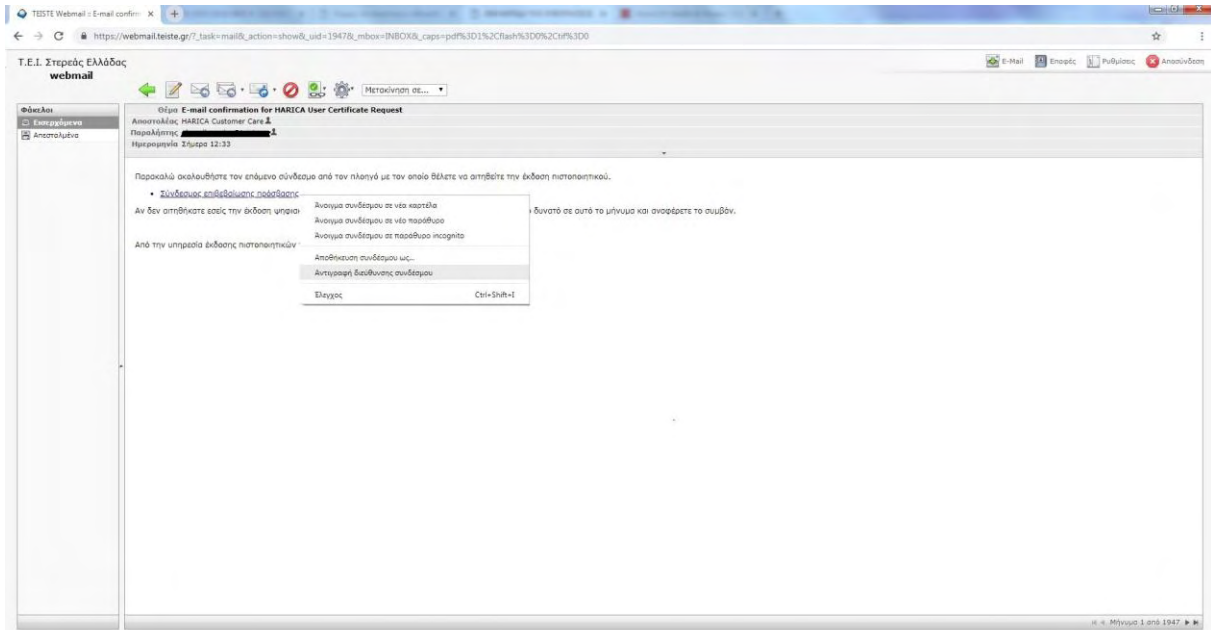 TEISTE Webmail :: E-mail confirm
https://webmail.teiste.gr/?_task=mail&_action=show&_uid=1947&_mbox=INBOX&_caps=pdf%3D1%2Cflash%3D0%2Ctif%3D0
Τ.Ε.Ι. Στερεάς Ελλάδας
webmail
E-Mail Επαφές Ρυθμίσεις Αποσύνδεση
Μετακίνηση σε...
Φάκελοι
Εισερχόμενα
Απεσταλμένα
Θέμα E-mail confirmation for HARICA User Certificate Request
Αποστολέας HARICA Customer Care
Παραλήπτης
Ημερομηνία Σήμερα 12:33
Παρακαλώ ακολουθήστε τον επόμενο σύνδεσμο από τον πλοηγό με τον οποίο θέλετε να αιτηθείτε την έκδοση πιστοποιητικού.
• Σύνδεσμος επιβεβαίωσης πρόσβασης
Αν δεν αιτηθήκατε εσείς την έκδοση ψηφια δυνατό σε αυτό το μήνυμα και αναφέρετε το συμβάν.
Από την υπηρεσία έκδοσης πιστοποιητικών
Άνοιγμα συνδέσμου σε νέα καρτέλα
Άνοιγμα συνδέσμου σε νέο παράθυρο
Άνοιγμα συνδέσμου σε παράθυρο incognito
Αποθήκευση συνδέσμου ως...
Αντιγραφή διεύθυνσης συνδέσμου
Έλεγχος Ctrl+Shift+I
Μήνυμα 1 από 1947